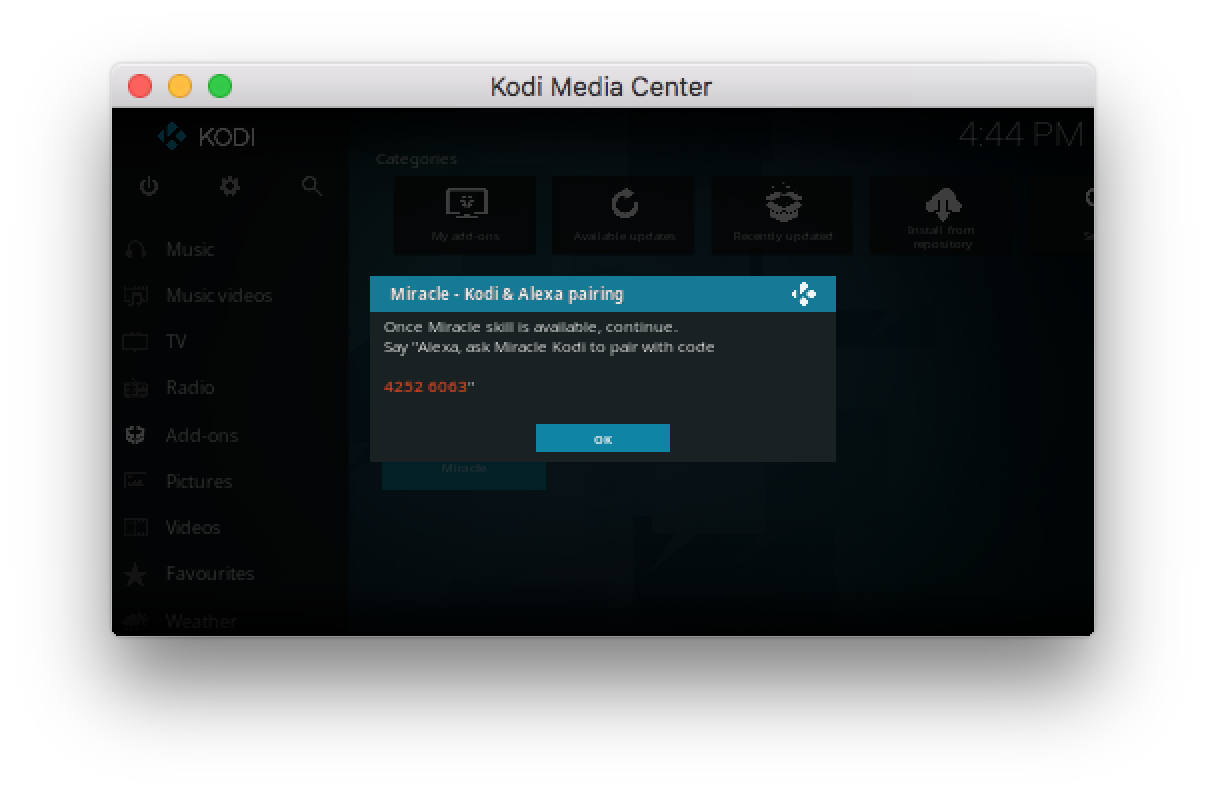 Kodi Media Center
KODI
4:44 PM
Categories
My add-ons
Available updates
Recently updated
Install from
repository
Music
Music videos
TV
Radio
Add-ons
Pictures
Videos
Favourites
Weather
Miracle - Kodi & Alexa pairing
Once Miracle skill is available, continue.
Say "Alexa, ask Miracle Kodi to pair with code
4252 6063"
OK
Miracle